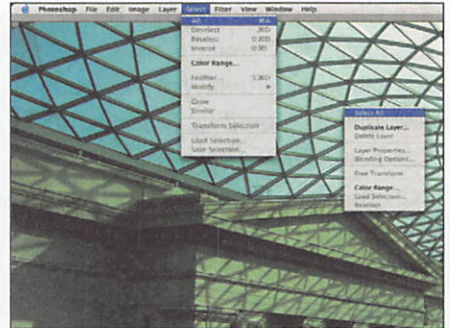 Photoshop File Edit Image Layer Select Filter View Window Help
All ⌘A
Deselect ⌘D
Reselect ⇧⌘D
Inverse ⇧⌘I
Color Range...
Feather...
Modify
Grow
Similar
Transform Selection
Load Selection...
Save Selection...
Select All
Duplicate Layer...
Delete Layer
Layer Properties...
Blending Options...
Free Transform
Color Range...
Load Selection...
Reselect